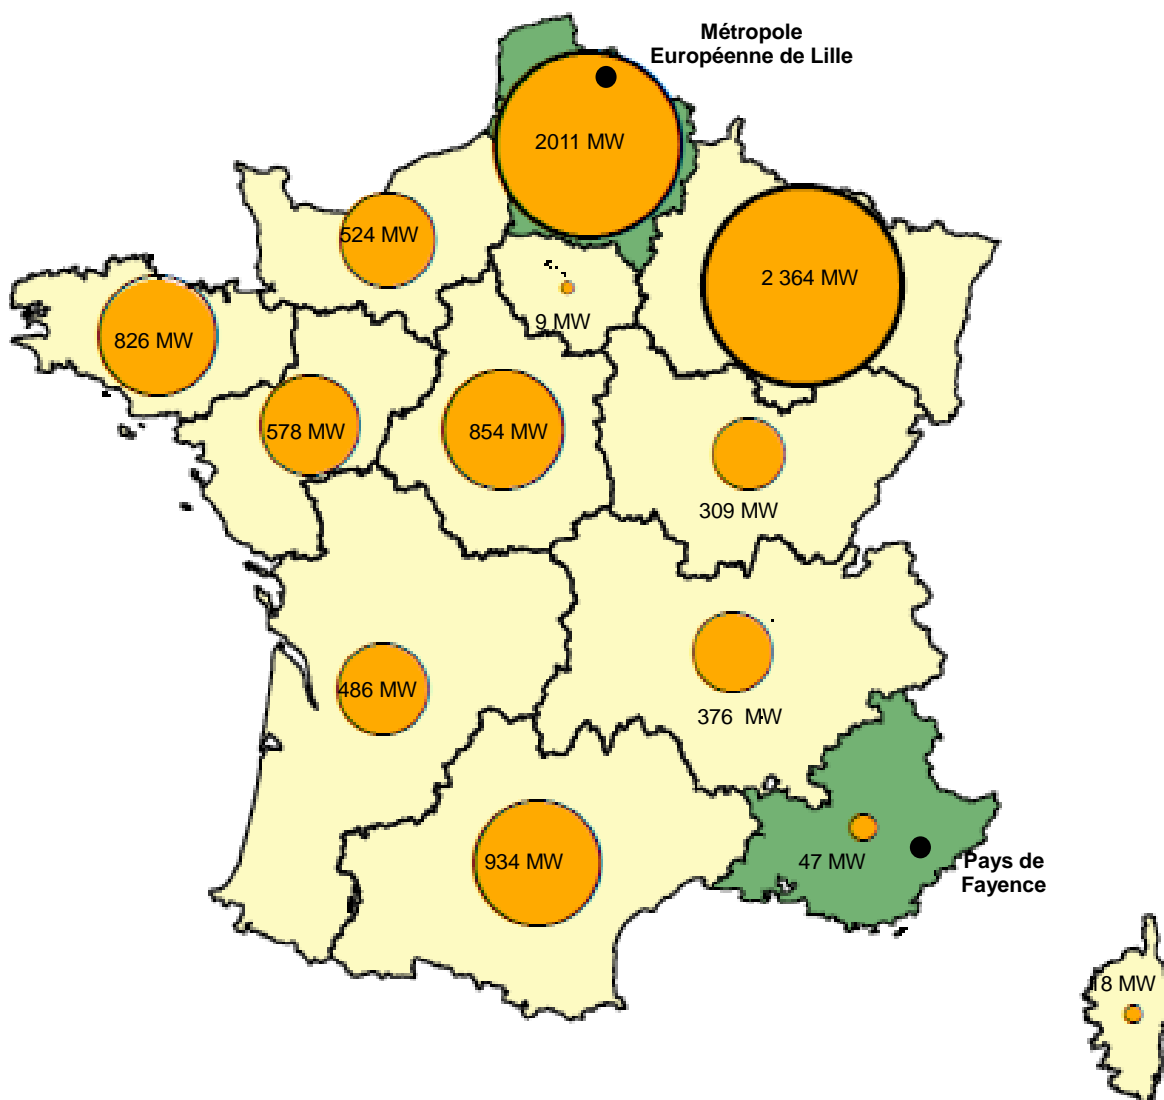 Métropole
Européenne de Lille
2011 MW
524 MW
2 364 MW
9 MW
826 MW
578 MW
854 MW
309 MW
486 MW
376 MW
934 MW
47 MW
Pays de
Fayence
18 MW